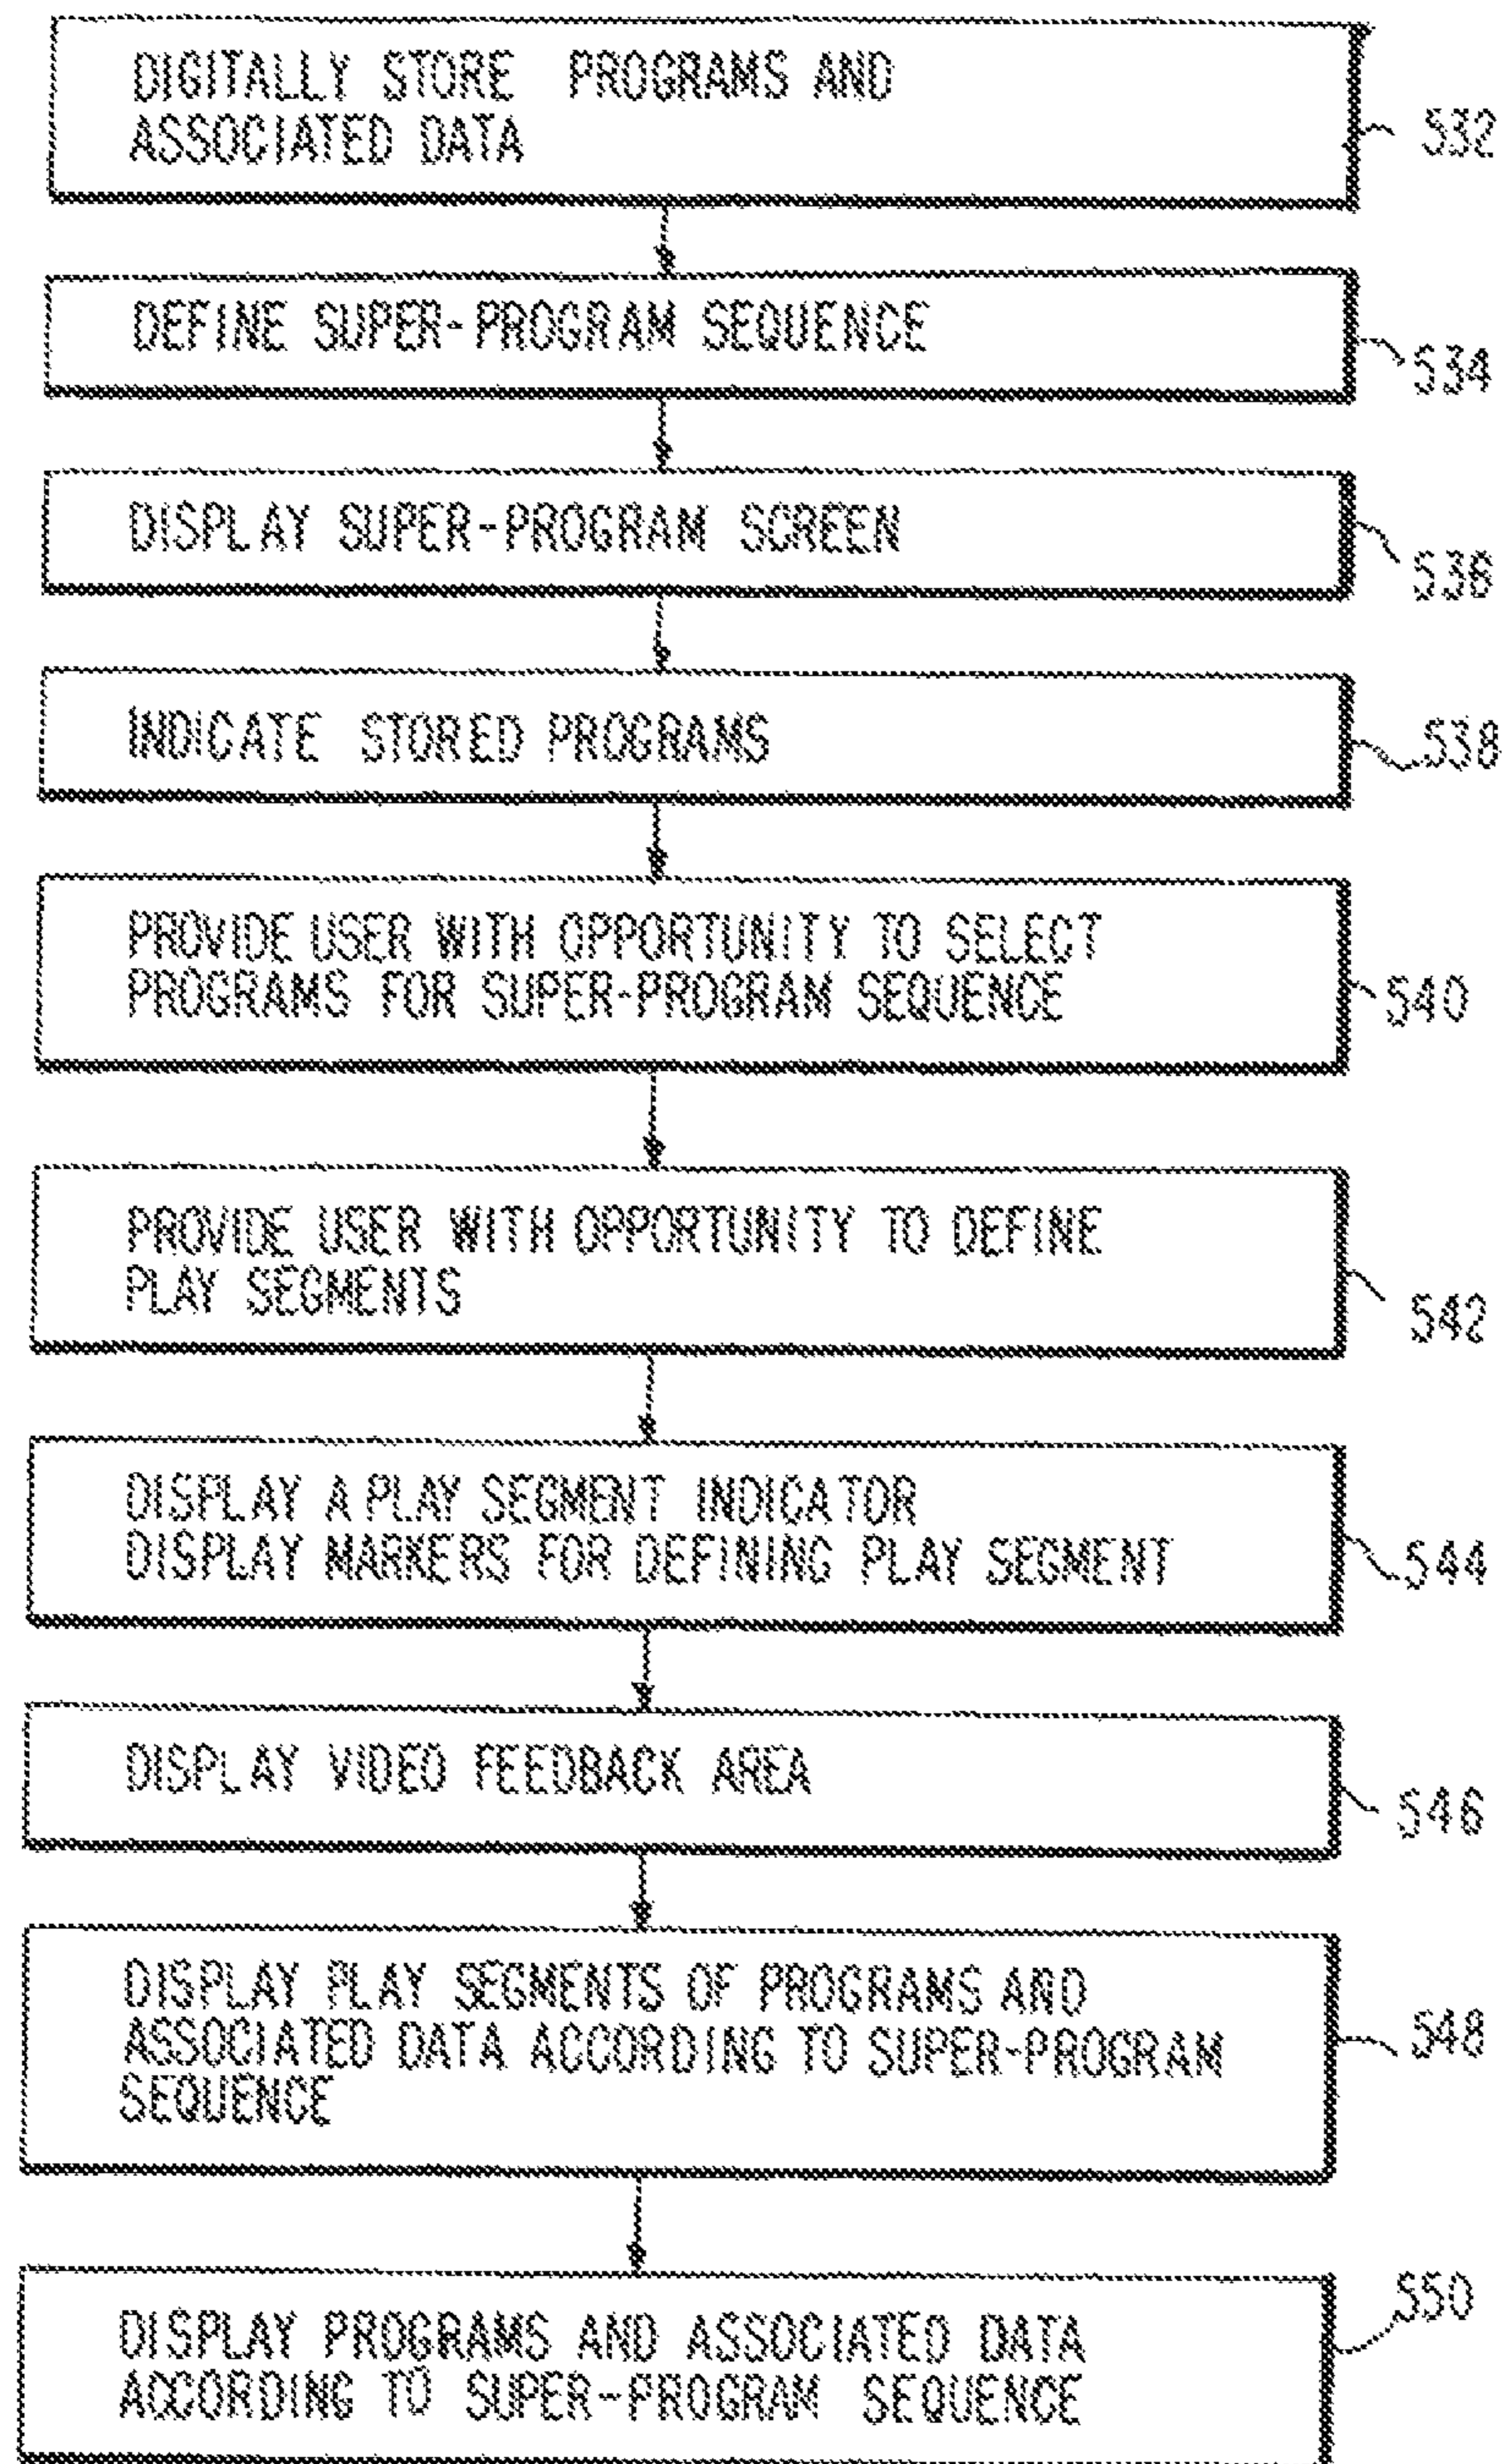 DIGITALLY STORE PROGRAMS AND
ASSOCIATED DATA
532
DEFINE SUPER-PROGRAM SEQUENCE
534
DISPLAY SUPER-PROGRAM SCREEN
536
INDICATE STORED PROGRAMS
538
PROVIDE USER WITH OPPORTUNITY TO SELECT
PROGRAMS FOR SUPER-PROGRAM SEQUENCE
540
PROVIDE USER WITH OPPORTUNITY TO DEFINE
PLAY SEGMENTS
542
DISPLAY A PLAY SEGMENT INDICATOR
DISPLAY MARKERS FOR DEFINING PLAY SEGMENT
544
DISPLAY VIDEO FEEDBACK AREA
546
DISPLAY PLAY SEGMENTS OF PROGRAMS AND
ASSOCIATED DATA ACCORDING TO SUPER-PROGRAM
SEQUENCE
548
DISPLAY PROGRAMS AND ASSOCIATED DATA
ACCORDING TO SUPER-PROGRAM SEQUENCE
550